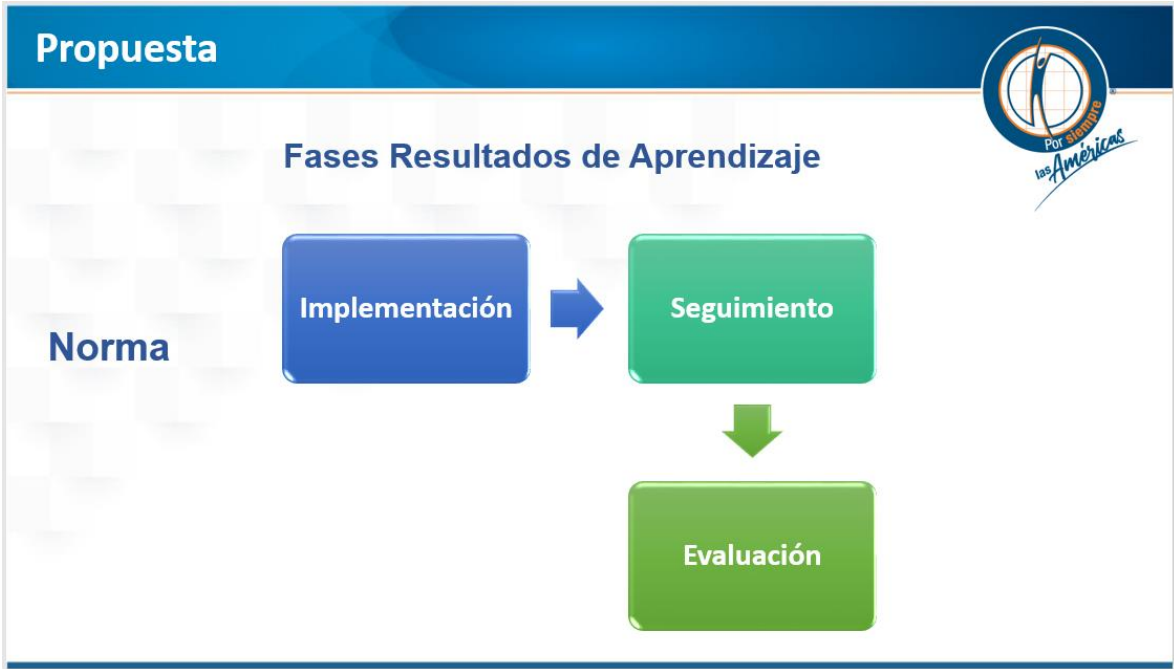 Propuesta
Por siempre
las Américas
®
Fases Resultados de Aprendizaje
Implementación
Seguimiento
Norma
Evaluación